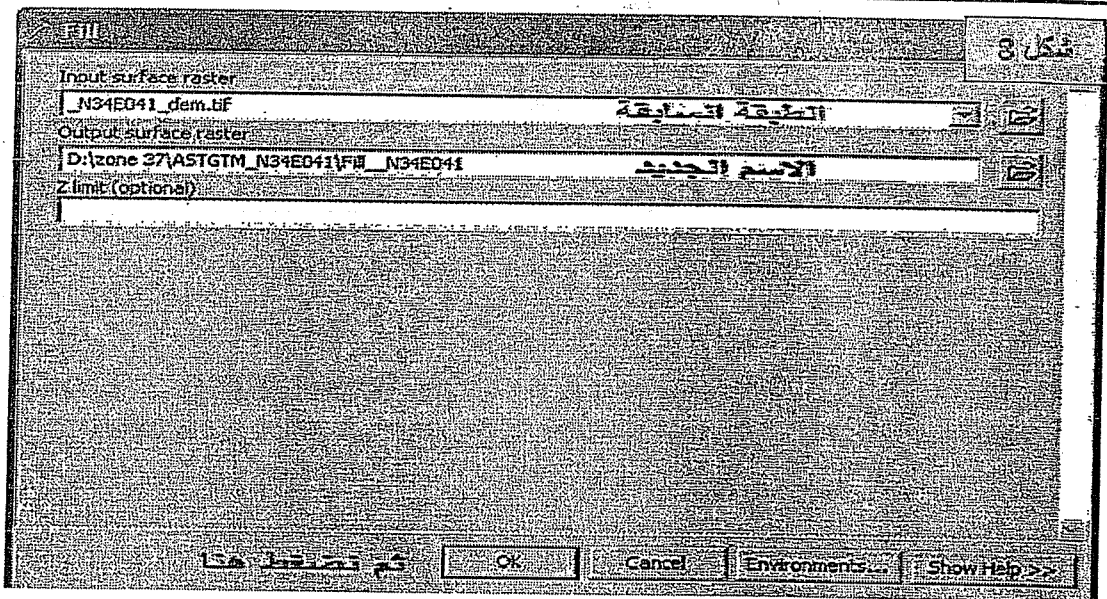 Fill
شكل 8
Input surface raster
_N34E041_dem.tif
الطبقة السابقة
Output surface raster
D:\zone 37\ASTGTM_N34E041\Fill__N34E041
الاسم الجديد
Z limit (optional)
ثم نضغط هنا
OK
Cancel
Environments...
Show Help >>